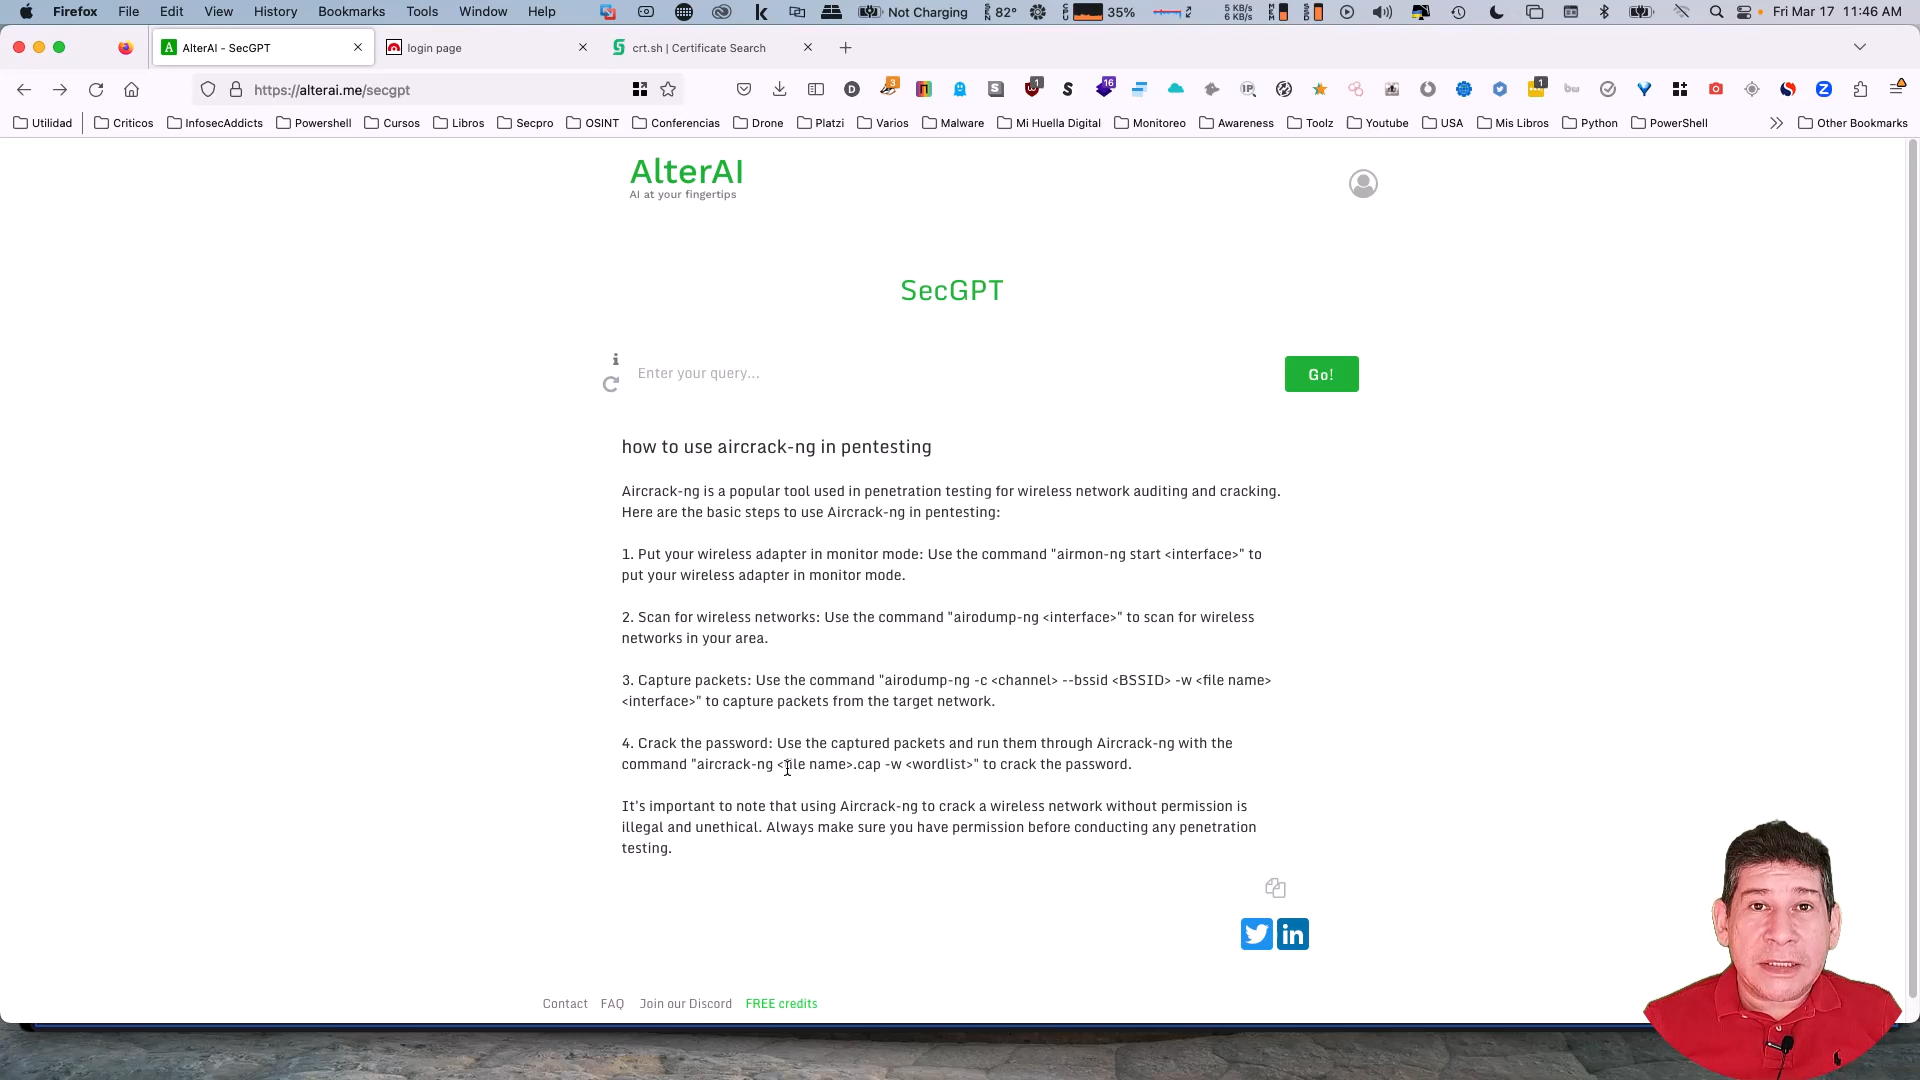 Firefox File Edit View History Bookmarks Tools Window Help Not Charging 82° 35% 5 KB/s 6 KB/s Fri Mar 17 11:46 AM
AlterAI - SecGPT login page crt.sh | Certificate Search
https://alterai.me/secgpt
Utilidad Criticos InfosecAddicts Powershell Cursos Libros Secpro OSINT Conferencias Drone Platzi Varios Malware Mi Huella Digital Monitoreo Awareness Toolz Youtube USA Mis Libros Python PowerShell Other Bookmarks
AlterAI
AI at your fingertips
SecGPT
Enter your query...
Go!
how to use aircrack-ng in pentesting
Aircrack-ng is a popular tool used in penetration testing for wireless network auditing and cracking.
Here are the basic steps to use Aircrack-ng in pentesting:
1. Put your wireless adapter in monitor mode: Use the command "airmon-ng start <interface>" to
put your wireless adapter in monitor mode.
2. Scan for wireless networks: Use the command "airodump-ng <interface>" to scan for wireless
networks in your area.
3. Capture packets: Use the command "airodump-ng -c <channel> --bssid <BSSID> -w <file name>
<interface>" to capture packets from the target network.
4. Crack the password: Use the captured packets and run them through Aircrack-ng with the
command "aircrack-ng <file name>.cap -w <wordlist>" to crack the password.
It's important to note that using Aircrack-ng to crack a wireless network without permission is
illegal and unethical. Always make sure you have permission before conducting any penetration
testing.
Contact FAQ Join our Discord FREE credits